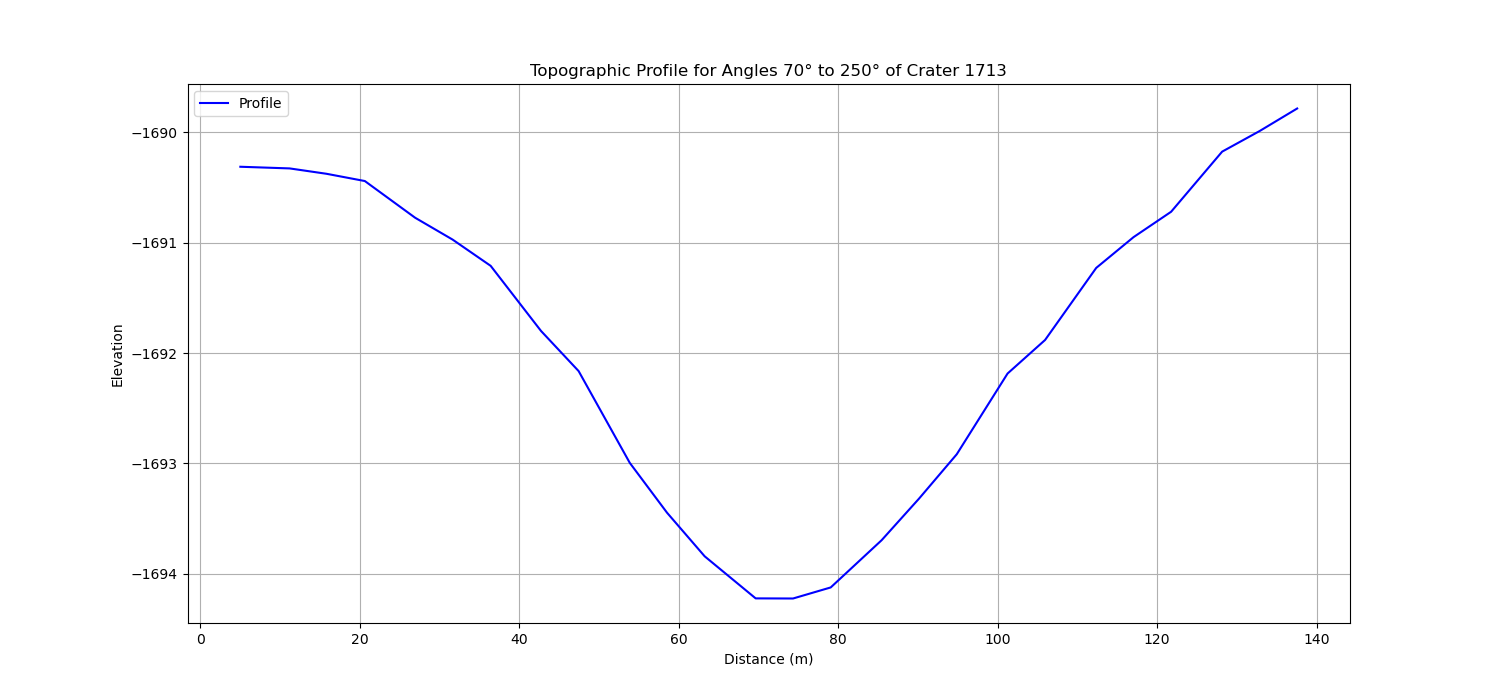 Topographic Profile for Angles 70° to 250° of Crater 1713
Profile
−1690
−1691
−1692
−1693
−1694
Elevation
0 20 40 60 80 100 120 140
Distance (m)